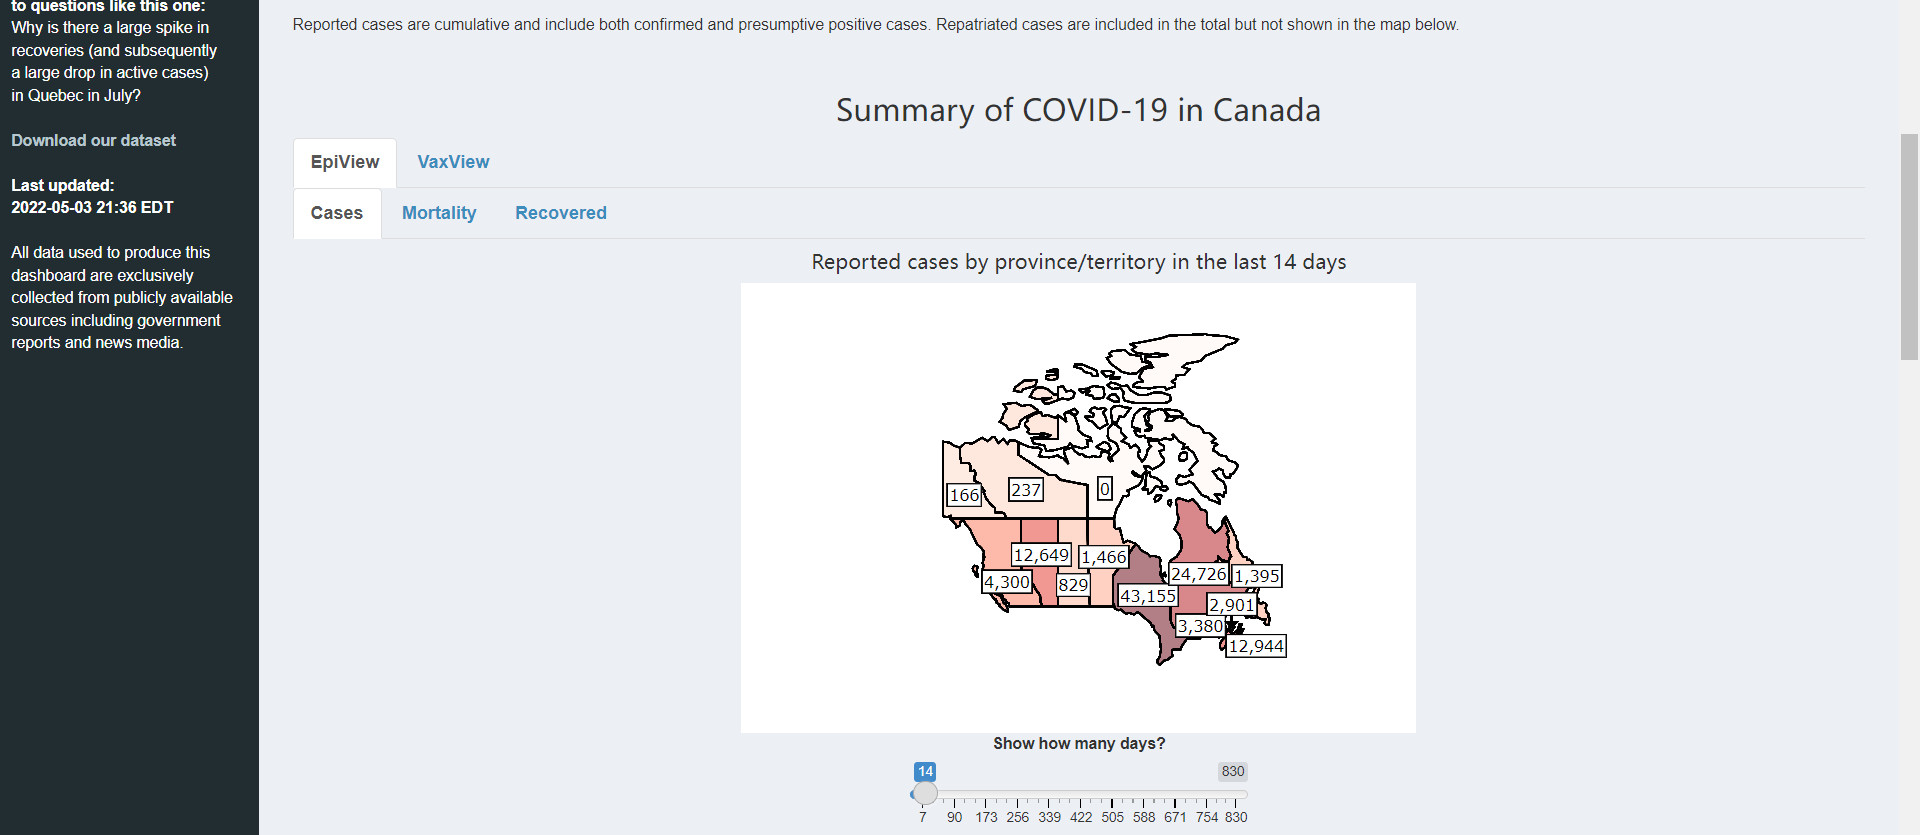 to questions like this one:
Why is there a large spike in
recoveries (and subsequently
a large drop in active cases)
in Quebec in July?
Download our dataset
Last updated:
2022-05-03 21:36 EDT
All data used to produce this
dashboard are exclusively
collected from publicly available
sources including government
reports and news media.
Reported cases are cumulative and include both confirmed and presumptive positive cases. Repatriated cases are included in the total but not shown in the map below.
Summary of COVID-19 in Canada
EpiView VaxView
Cases Mortality Recovered
Reported cases by province/territory in the last 14 days
166 237 0
12,649 1,466
4,300 829 43,155 24,726 1,395
2,901
3,380
12,944
Show how many days?
14 830
7 90 173 256 339 422 505 588 671 754 830